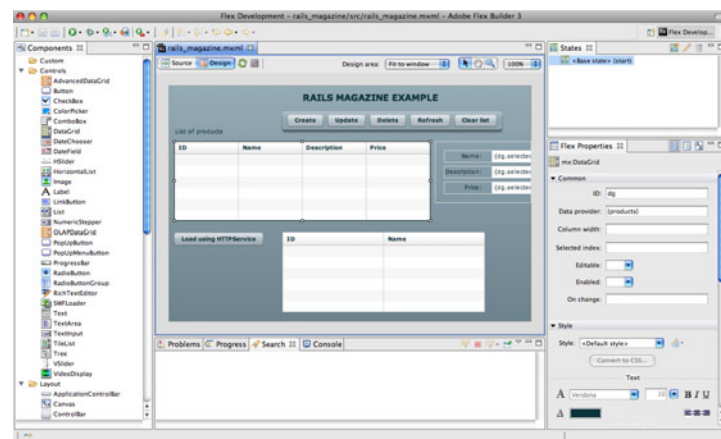 Flex Development - rails_magazine/src/rails_magazine.mxml - Adobe Flex Builder 3
Flex Develop...
Components
Custom
Controls
AdvancedDataGrid
Button
CheckBox
ColorPicker
ComboBox
DataGrid
DateChooser
DateField
HSlider
HorizontalList
Image
Label
LinkButton
List
NumericStepper
OLAPDataGrid
PopUpButton
PopUpMenuButton
ProgressBar
RadioButton
RadioButtonGroup
RichTextEditor
SWFLoader
Text
TextArea
TextInput
TileList
Tree
VSlider
VideoDisplay
Layout
ApplicationControlBar
Canvas
ControlBar
rails_magazine.mxml
Source
Design
Design area:
Fit to window
100%
RAILS MAGAZINE EXAMPLE
Create
Update
Delete
Refresh
Clear list
List of products
ID
Name
Description
Price
Name:
{dg.selected
Description:
{dg.selected
Price:
{dg.selected
Load using HTTPService
ID
Name
Problems
Progress
Search
Console
States
<Base state> (start)
Flex Properties
mx:DataGrid
Common
ID:
dg
Data provider:
{products}
Column width:
Selected index:
Editable:
Enabled:
On change:
Style
Style:
<Default style>
Convert to CSS...
Text
A
Verdana
10
B I U
A